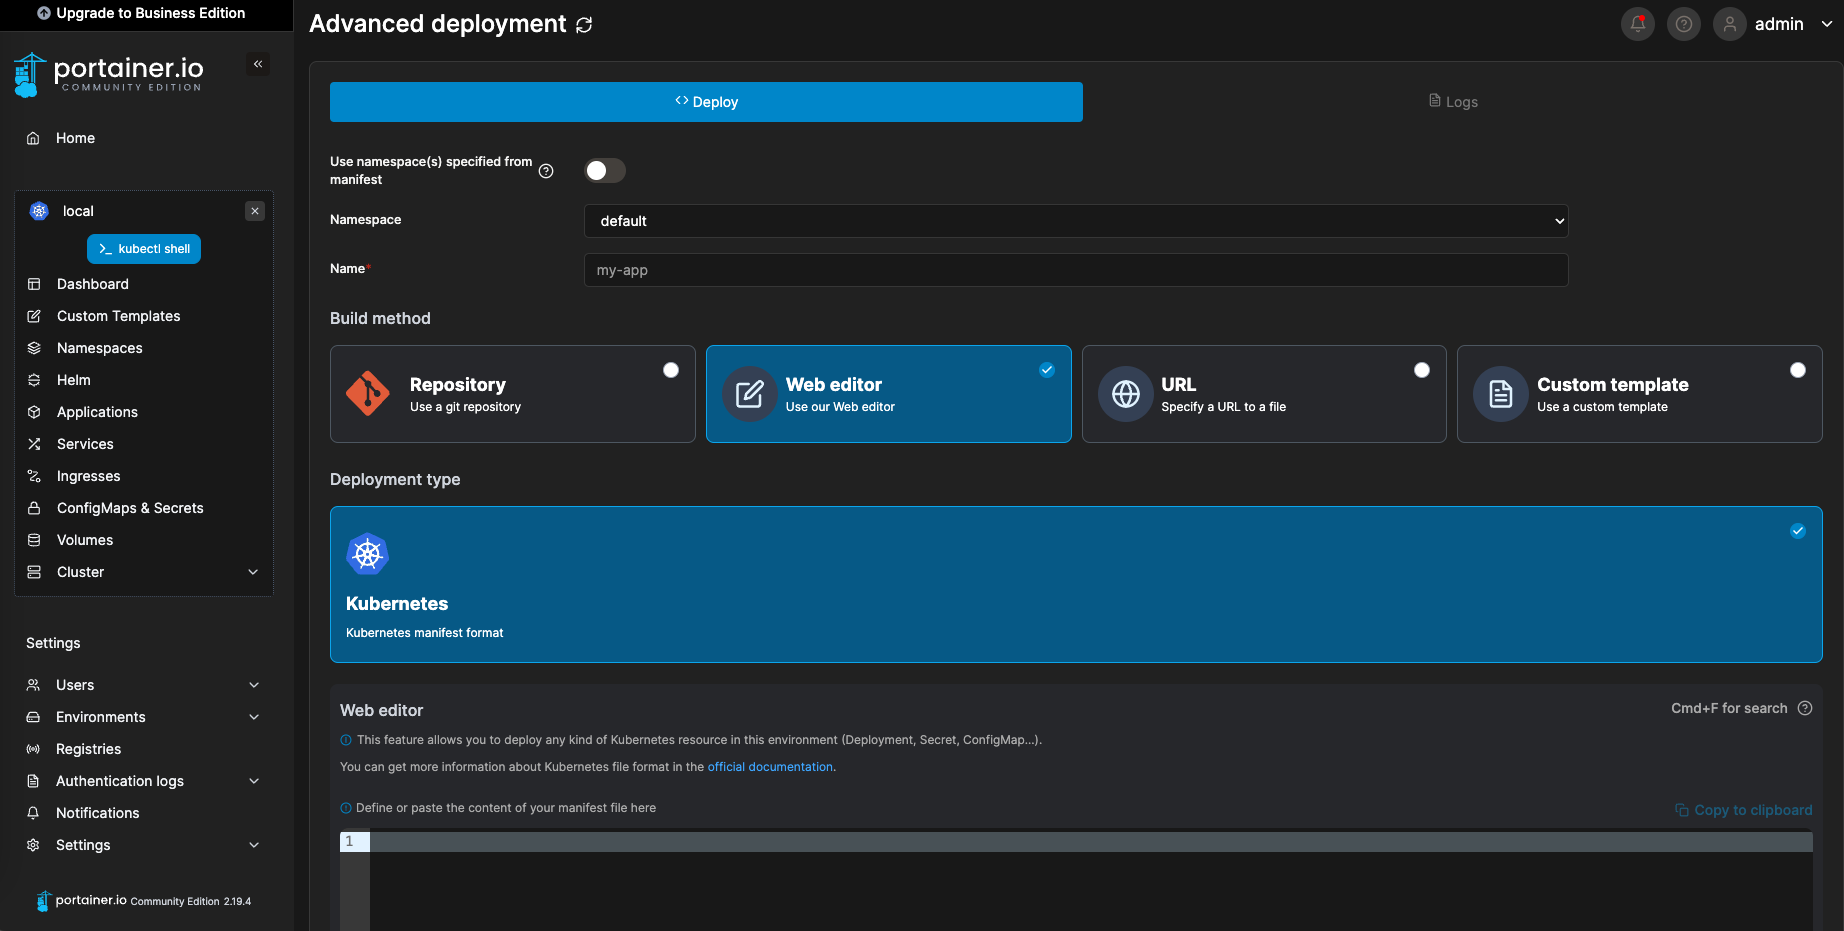 Upgrade to Business Edition
portainer.io
COMMUNITY EDITION
Home
local
kubectl shell
Dashboard
Custom Templates
Namespaces
Helm
Applications
Services
Ingresses
ConfigMaps & Secrets
Volumes
Cluster
Settings
Users
Environments
Registries
Authentication logs
Notifications
Settings
portainer.io Community Edition 2.19.4
Advanced deployment
admin
Deploy
Logs
Use namespace(s) specified from
manifest
Namespace
default
Name*
my-app
Build method
Repository
Use a git repository
Web editor
Use our Web editor
URL
Specify a URL to a file
Custom template
Use a custom template
Deployment type
Kubernetes
Kubernetes manifest format
Web editor
Cmd+F for search
This feature allows you to deploy any kind of Kubernetes resource in this environment (Deployment, Secret, ConfigMap...).
You can get more information about Kubernetes file format in the official documentation.
Define or paste the content of your manifest file here
Copy to clipboard
1